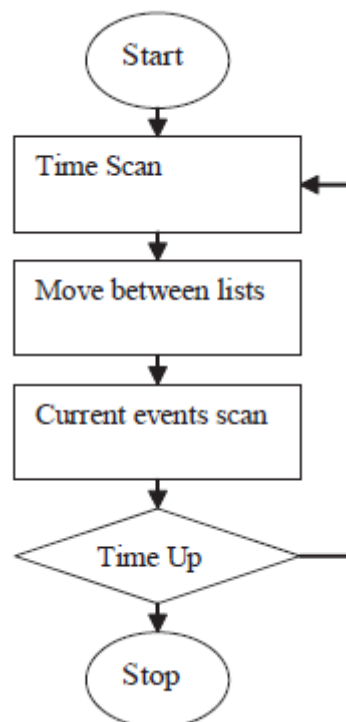 Start
Time Scan
Move between lists
Current events scan
Time Up
Stop